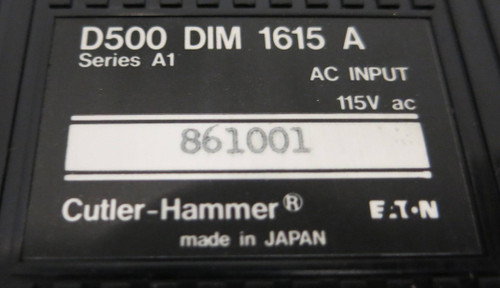 D500 DIM 1615 A
Series A1
AC INPUT
115V ac
861001
Cutler-Hammer®
E.T•N
made in JAPAN